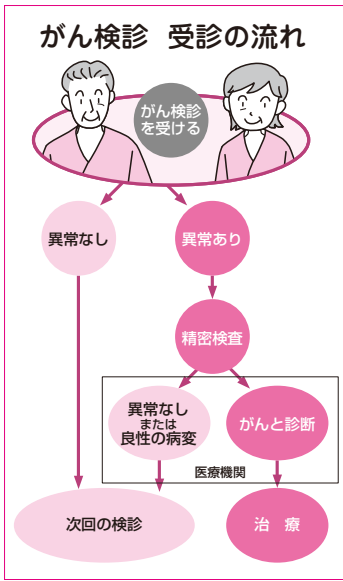 がん検診 受診の流れ
がん検診
を受ける
異常なし
異常あり
精密検査
異常なし
または
良性の病変
がんと診断
医療機関
次回の検診
治 療